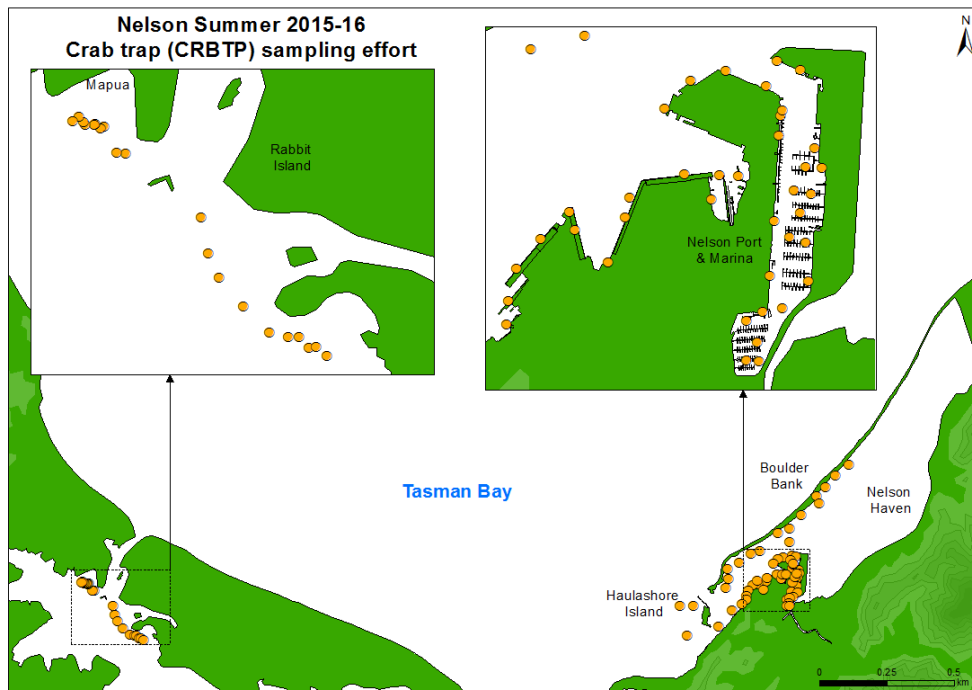 Nelson Summer 2015-16
Crab trap (CRBTP) sampling effort
N
Mapua
Rabbit
Island
Nelson Port
& Marina
Boulder
Bank
Tasman Bay
Nelson
Haven
Haulashore
Island
0 0.25 0.5
km